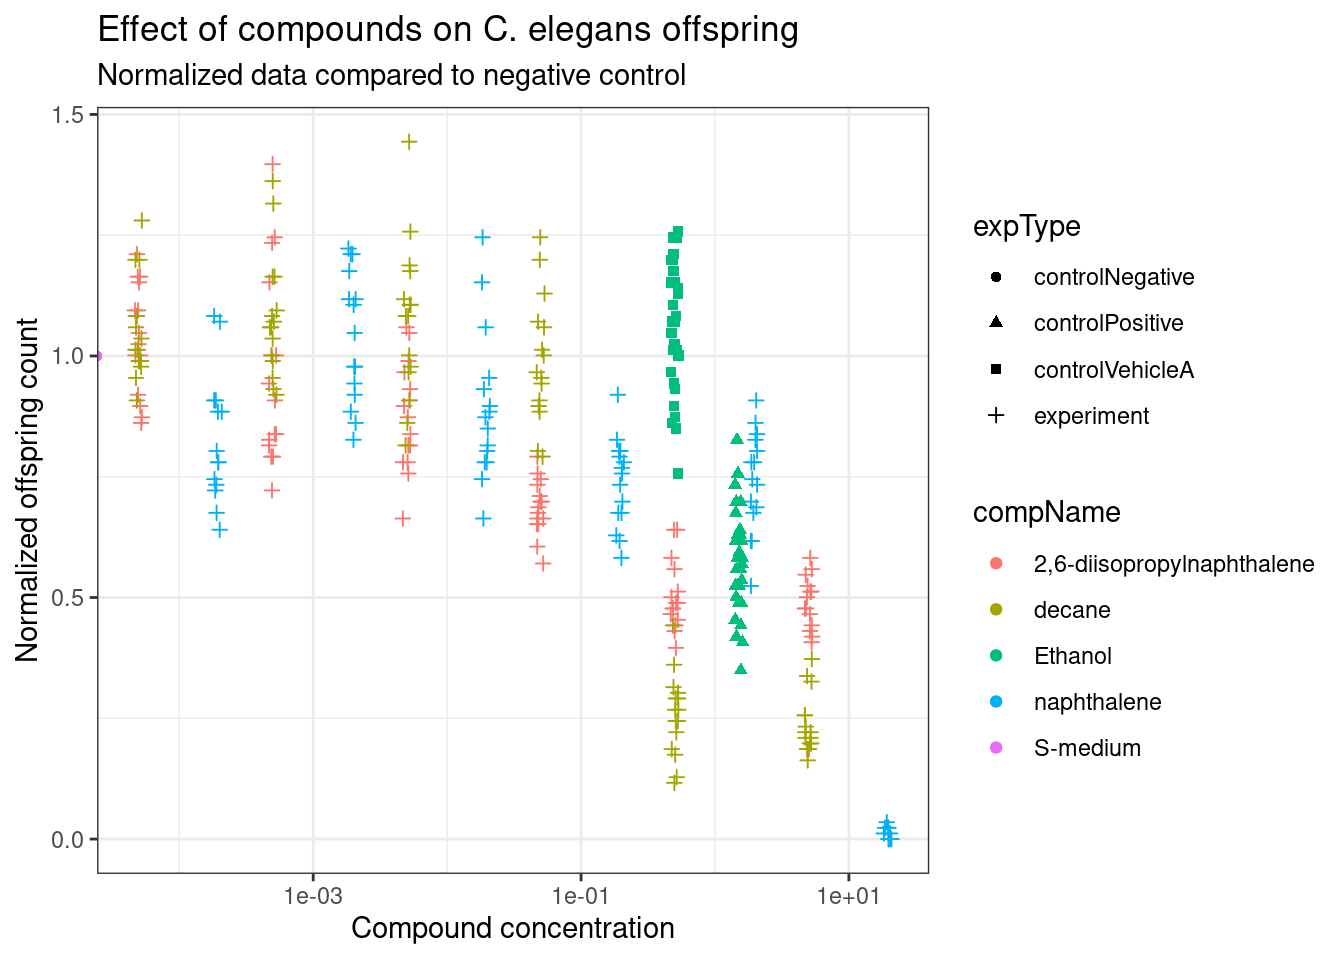 Effect of compounds on C. elegans offspring
Normalized data compared to negative control
Normalized offspring count
1.5
1.0
0.5
0.0
1e-03
1e-01
1e+01
Compound concentration
expType
controlNegative
controlPositive
controlVehicleA
experiment
compName
2,6-diisopropylnaphthalene
decane
Ethanol
naphthalene
S-medium